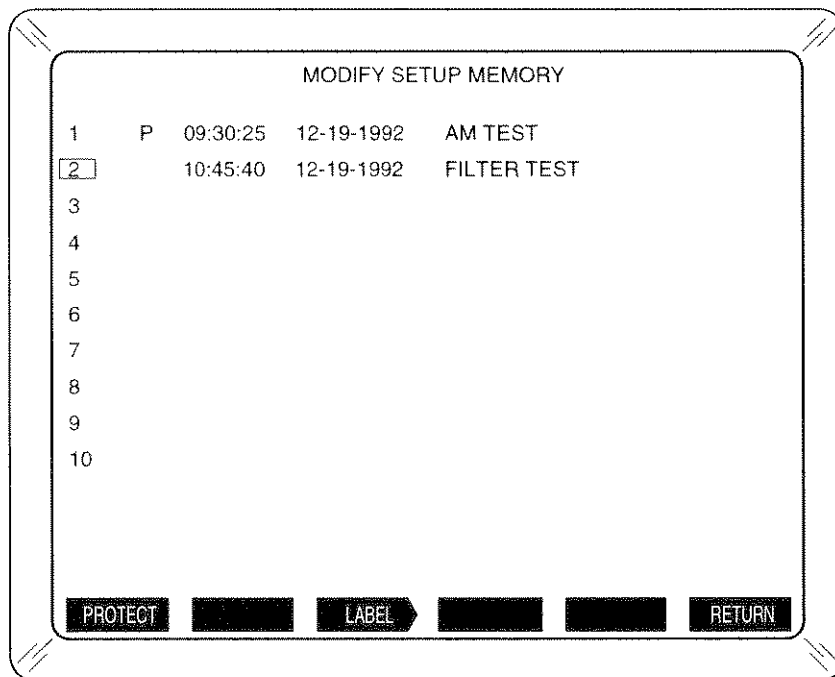 MODIFY SETUP MEMORY
1 P 09:30:25 12-19-1992 AM TEST
2 10:45:40 12-19-1992 FILTER TEST
3
4
5
6
7
8
9
10
PROTECT LABEL RETURN